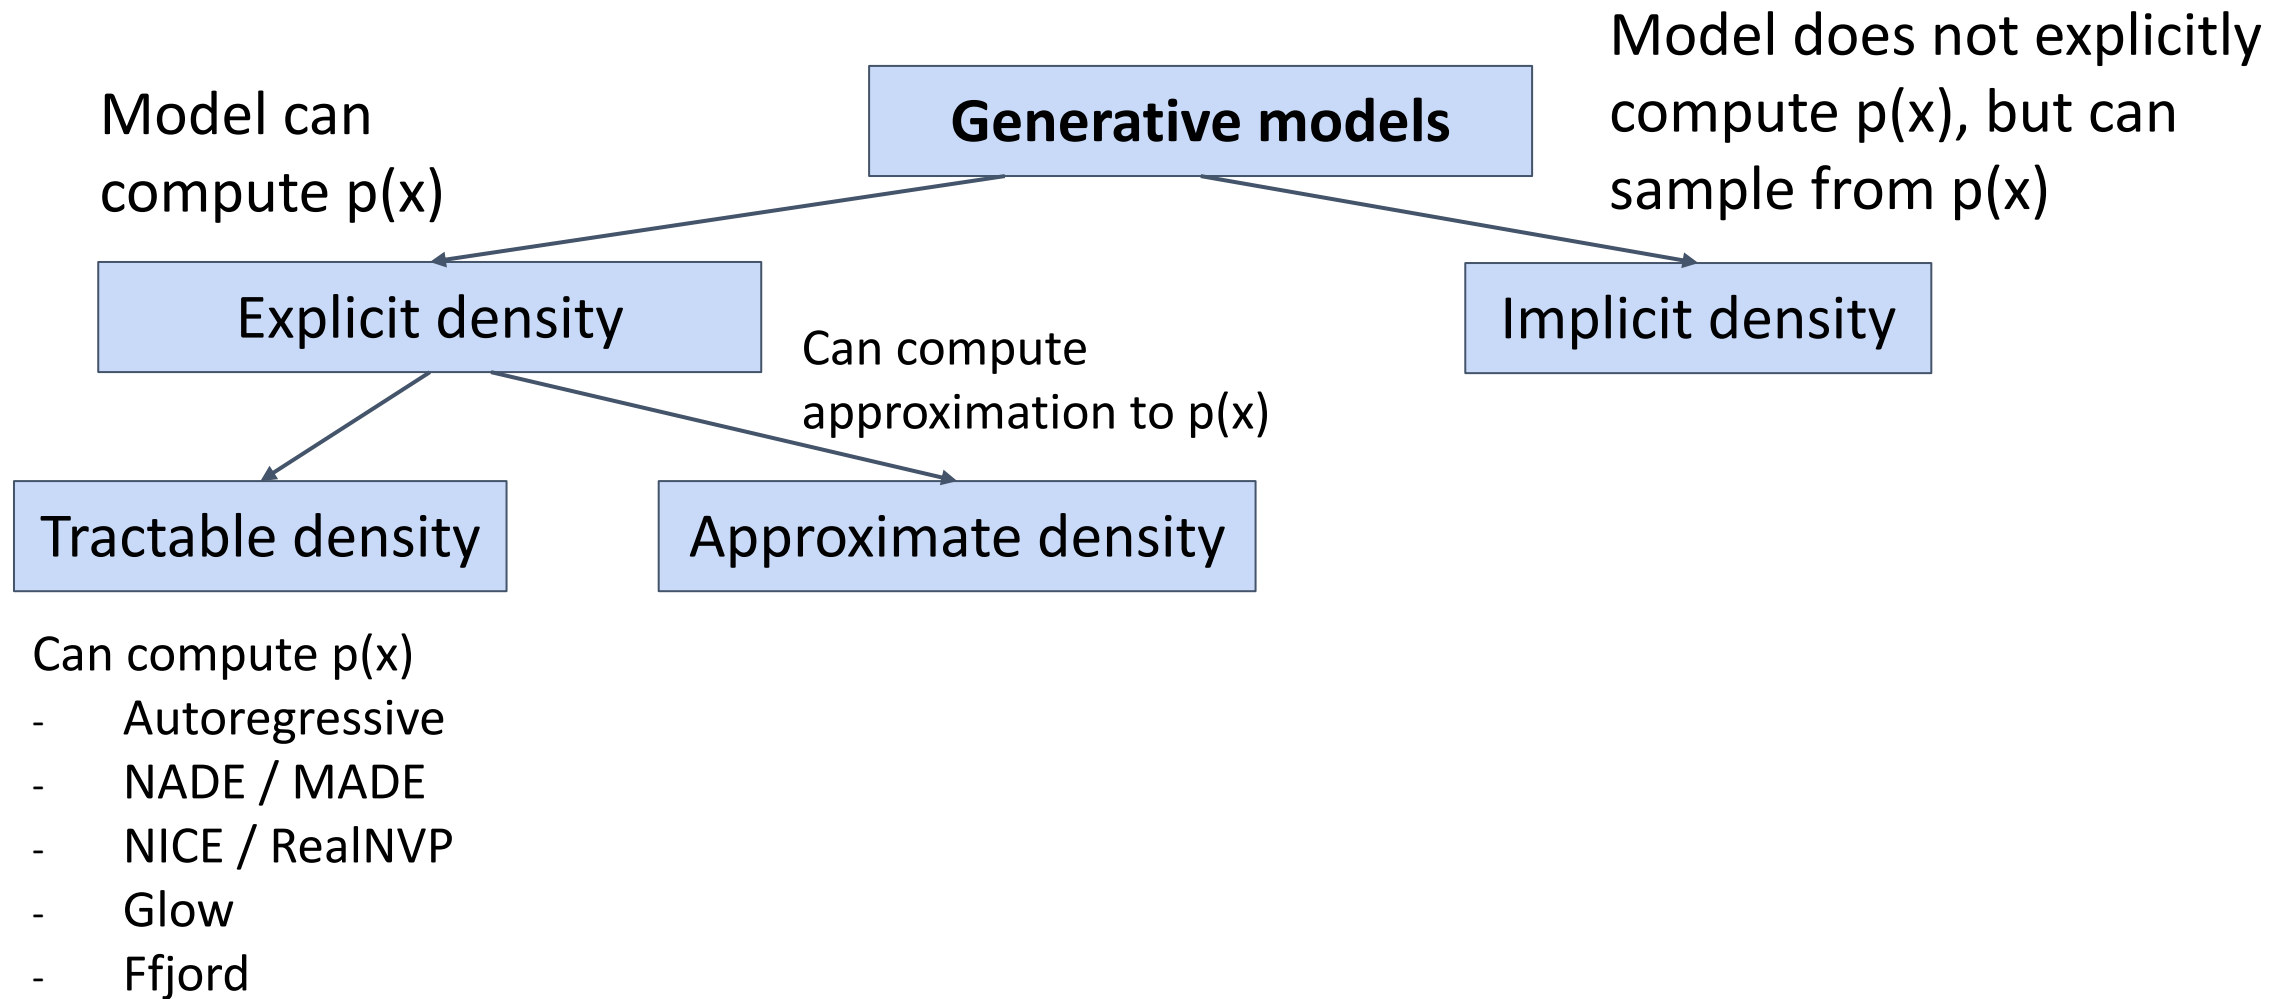 Generative models
Model can
compute p(x)
Model does not explicitly
compute p(x), but can
sample from p(x)
Explicit density
Implicit density
Can compute
approximation to p(x)
Tractable density
Approximate density
Can compute p(x)
- Autoregressive
- NADE / MADE
- NICE / RealNVP
- Glow
- Ffjord